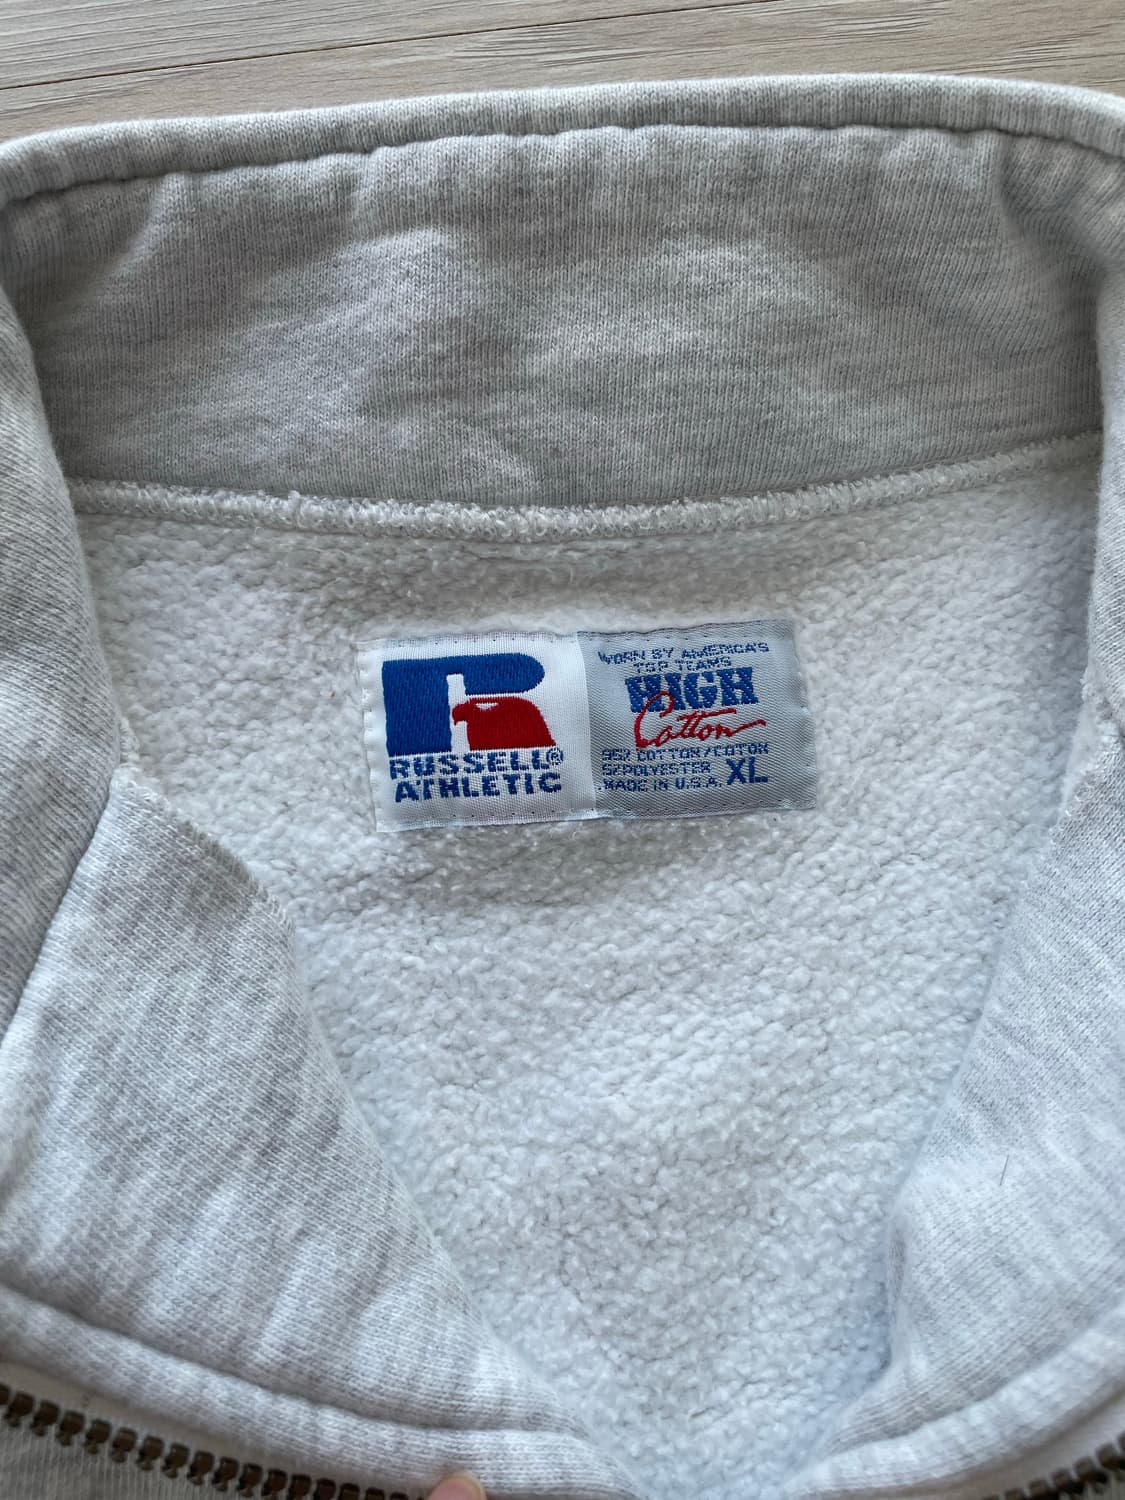 RUSSELL®
ATHLETIC
WORN BY AMERICA'S
TOP TEAMS
HIGH
Cotton
95% COTTON/COTON
5% POLYESTER
MADE IN U.S.A. XL